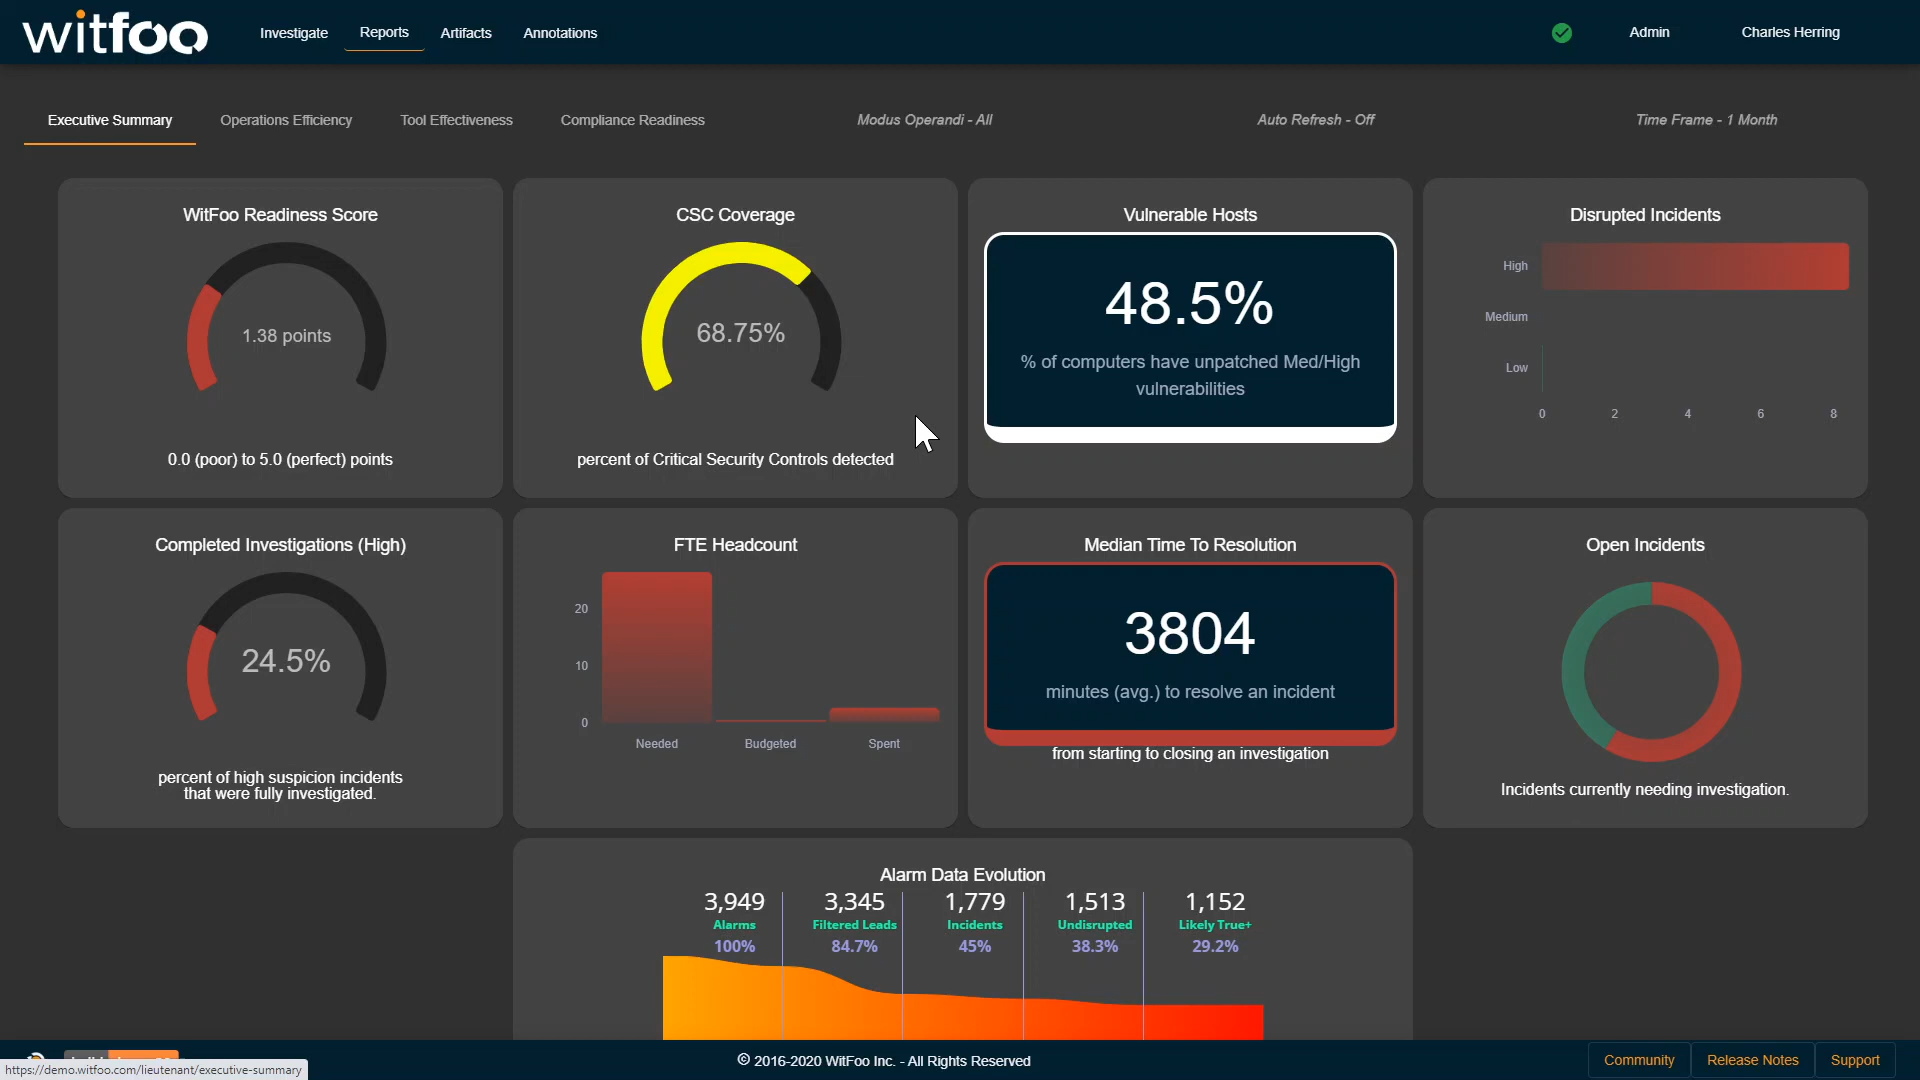 witfoo
Investigate
Reports
Artifacts
Annotations
Admin
Charles Herring
Executive Summary
Operations Efficiency
Tool Effectiveness
Compliance Readiness
Modus Operandi - All
Auto Refresh - Off
Time Frame - 1 Month
WitFoo Readiness Score
1.38 points
0.0 (poor) to 5.0 (perfect) points
CSC Coverage
68.75%
percent of Critical Security Controls detected
Vulnerable Hosts
48.5%
% of computers have unpatched Med/High
vulnerabilities
Disrupted Incidents
High
Medium
Low
0 2 4 6 8
Completed Investigations (High)
24.5%
percent of high suspicion incidents
that were fully investigated.
FTE Headcount
20
10
0
Needed Budgeted Spent
Median Time To Resolution
3804
minutes (avg.) to resolve an incident
from starting to closing an investigation
Open Incidents
Incidents currently needing investigation.
Alarm Data Evolution
3,949 3,345 1,779 1,513 1,152
Alarms Filtered Leads Incidents Undisrupted Likely True+
100% 84.7% 45% 38.3% 29.2%
© 2016-2020 WitFoo Inc. - All Rights Reserved
Community
Release Notes
Support
https://demo.witfoo.com/lieutenant/executive-summary